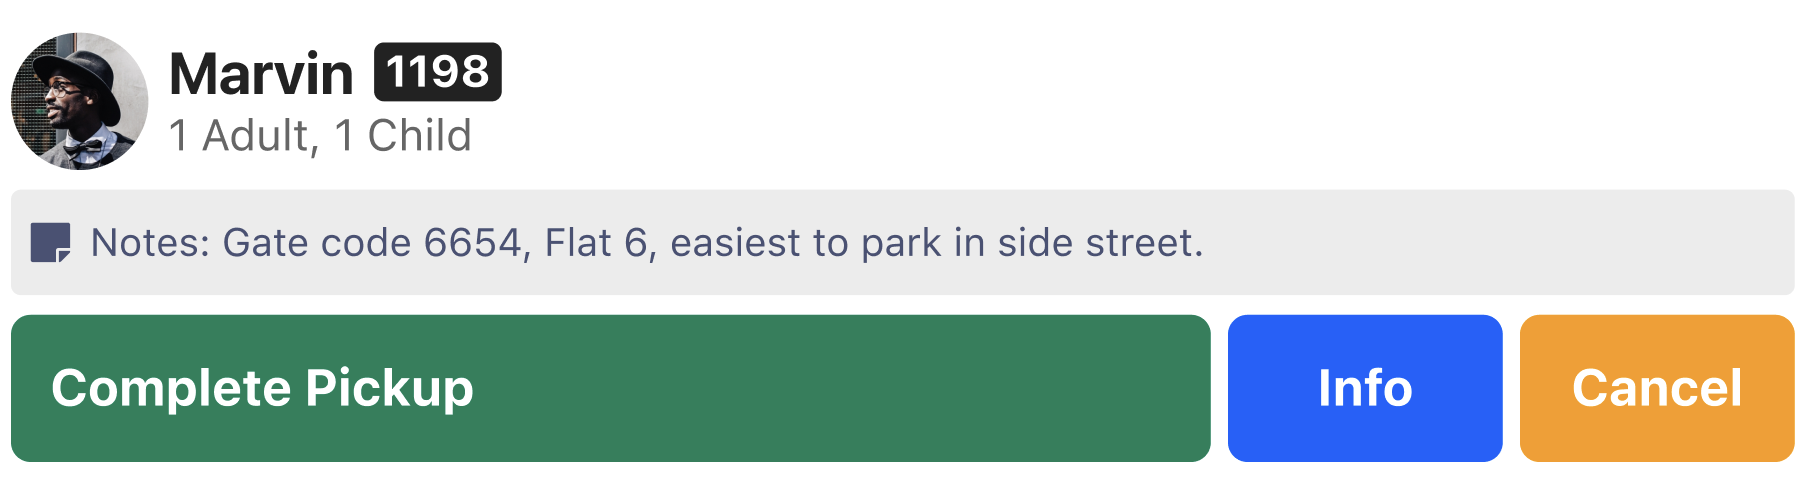 Marvin 1198
1 Adult, 1 Child
Notes: Gate code 6654, Flat 6, easiest to park in side street.
Complete Pickup Info Cancel